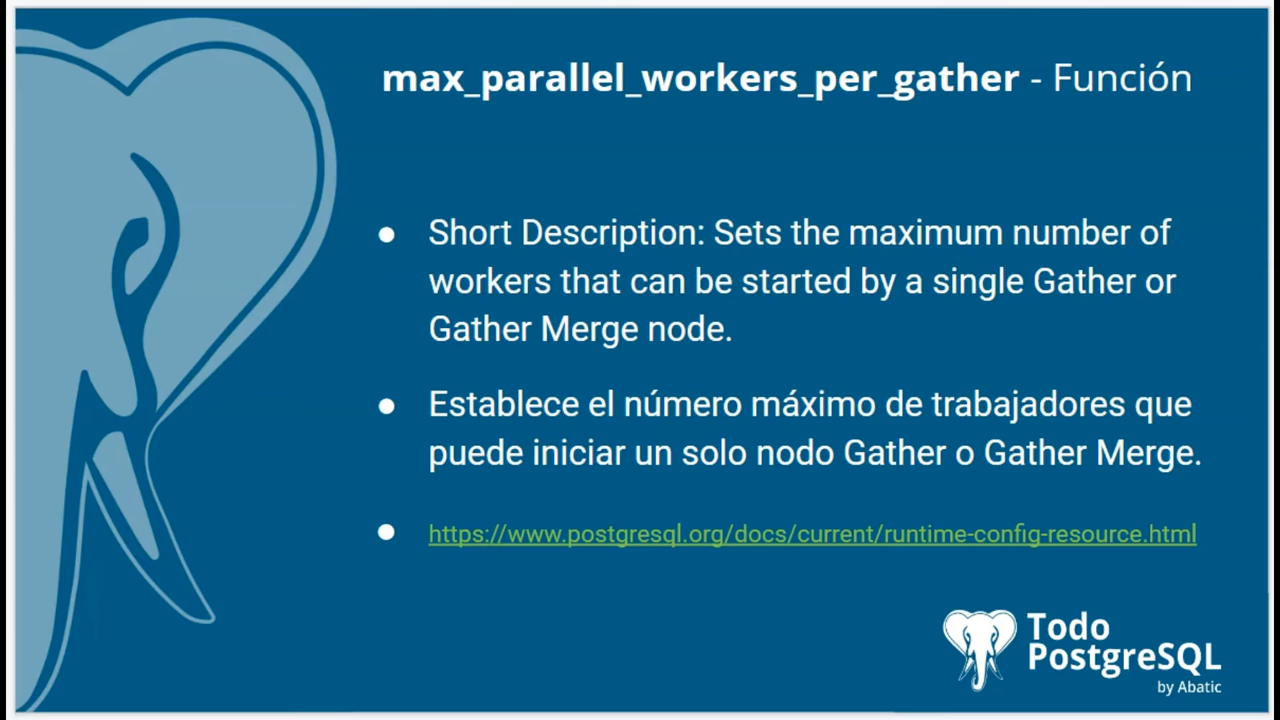 max_parallel_workers_per_gather - Función
● Short Description: Sets the maximum number of
workers that can be started by a single Gather or
Gather Merge node.
● Establece el número máximo de trabajadores que
puede iniciar un solo nodo Gather o Gather Merge.
● https://www.postgresql.org/docs/current/runtime-config-resource.html
Todo
PostgreSQL
by Abatic